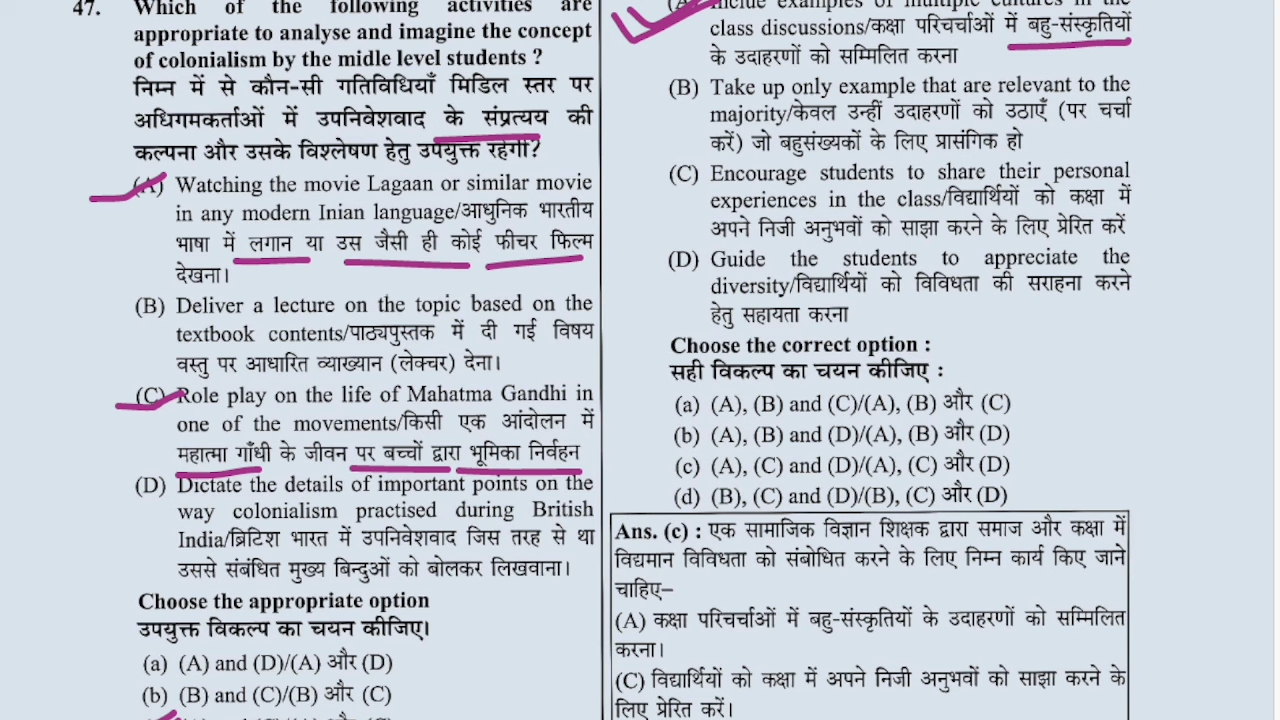 47. Which of the following activities are
appropriate to analyse and imagine the concept
of colonialism by the midle level students ?
निम्न में से कौन-सी गतिविधियाँ मिडिल स्तर पर
अधिगमकर्ताओं में उपनिवेशवाद के संप्रत्यय की
कल्पना और उसके विश्लेषण हेतु उपयुक्त रहेगी?
(A) Watching the movie Lagaan or similar movie
in any modern Inian language/आधुनिक भारतीय
भाषा में लगान या उस जैसी ही कोई फीचर फिल्म
देखना।
(B) Deliver a lecture on the topic based on the
textbook contents/पाठ्यपुस्तक में दी गई विषय
वस्तु पर आधारित व्याख्यान (लेक्चर) देना।
(C) Role play on the life of Mahatma Gandhi in
one of the movements/किसी एक आंदोलन में
महात्मा गाँधी के जीवन पर बच्चों द्वारा भूमिका निर्वहन
(D) Dictate the details of important points on the
way colonialism practised during British
India/ब्रिटिश भारत में उपनिवेशवाद जिस तरह से था
उससे संबंधित मुख्य बिन्दुओं को बोलकर लिखवाना।
Choose the appropriate option
उपयुक्त विकल्प का चयन कीजिए।
(a) (A) and (D)/(A) और (D)
(b) (B) and (C)/(B) और (C)
(A) Inclue examples of multiple cultures in the
class discussions/कक्षा परिचर्चाओं में बहु-संस्कृतियों
के उदाहरणों को सम्मिलित करना
(B) Take up only example that are relevant to the
majority/केवल उन्हीं उदाहरणों को उठाएँ (पर चर्चा
करें) जो बहुसंख्यकों के लिए प्रासंगिक हो
(C) Encourage students to share their personal
experiences in the class/विद्यार्थियों को कक्षा में
अपने निजी अनुभवों को साझा करने के लिए प्रेरित करें
(D) Guide the students to appreciate the
diversity/विद्यार्थियों को विविधता की सराहना करने
हेतु सहायता करना
Choose the correct option :
सही विकल्प का चयन कीजिए :
(a) (A), (B) and (C)/(A), (B) और (C)
(b) (A), (B) and (D)/(A), (B) और (D)
(c) (A), (C) and (D)/(A), (C) और (D)
(d) (B), (C) and (D)/(B), (C) और (D)
Ans. (c) : एक सामाजिक विज्ञान शिक्षक द्वारा समाज और कक्षा में
विद्यमान विविधता को संबोधित करने के लिए निम्न कार्य किए जाने
चाहिए–
(A) कक्षा परिचर्चाओं में बहु-संस्कृतियों के उदाहरणों को सम्मिलित
करना।
(C) विद्यार्थियों को कक्षा में अपने निजी अनुभवों को साझा करने के
लिए प्रेरित करें।